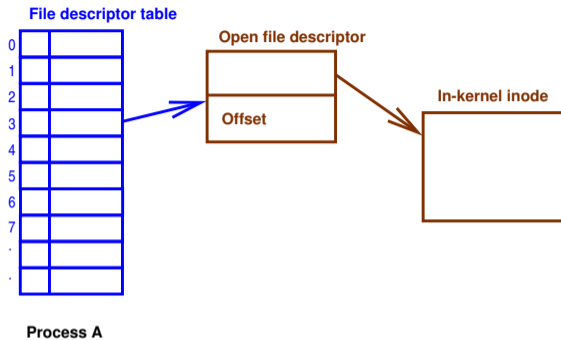 File descriptor table
Open file descriptor
In-kernel inode
Offset
0
1
2
3
4
5
6
7
.
.
Process A